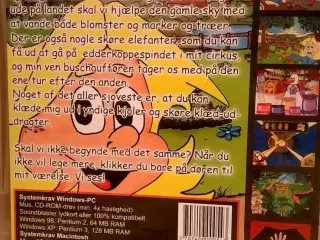 ude på landet skal vi hjælpe den gamle sky med
at vande både blomster og marker og træer.
Der er også nogle skøre elefanter, som du kan
få ud at gå på edderkoppespindet i mit cirkus
og min ven buschaufføren tager os med på den
ene tur efter den anden.
Noget af det aller sjoveste er, at du kan
klæde mig ud i yndige kjoler og skøre klæd-ud
dragter.
Skal vi ikke begynde med det samme? Når du
ikke vil lege mere, klikker du bare på døren til
mit værelse. Vi ses!
Systemkrav Windows-PC
Mus, CD-ROM-drev (min. 4x hastighed)
Soundblaster lydkort eller 100% kompatibelt
Windows 98: Pentium 2, 64 MB RAM
Windows XP: Pentium 3, 128 MB RAM
Systemkrav Macintosh